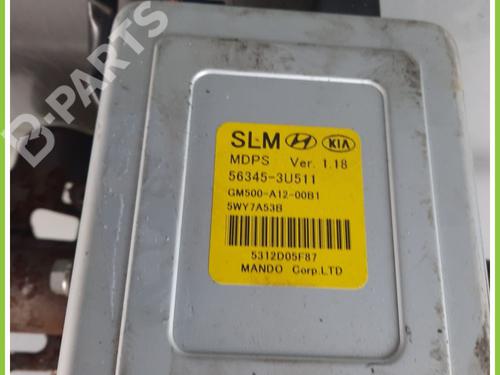 B-PARTS
SLM KIA
MDPS Ver. 1.18
56345-3U511
GM500-A12-00B1
5WY7A53B
5312D05F87
MANDO Corp.LTD